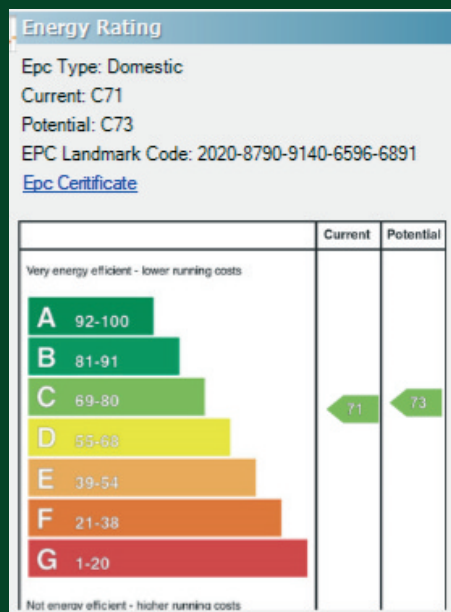 Energy Rating
Epc Type: Domestic
Current: C71
Potential: C73
EPC Landmark Code: 2020-8790-9140-6596-6891
Epc Ceritificate
Current Potential
Very energy efficient - lower running costs
A 92-100
B 81-91
C 69-80
71 73
D 55-68
E 39-54
F 21-38
G 1-20
Not energy efficient - higher running costs